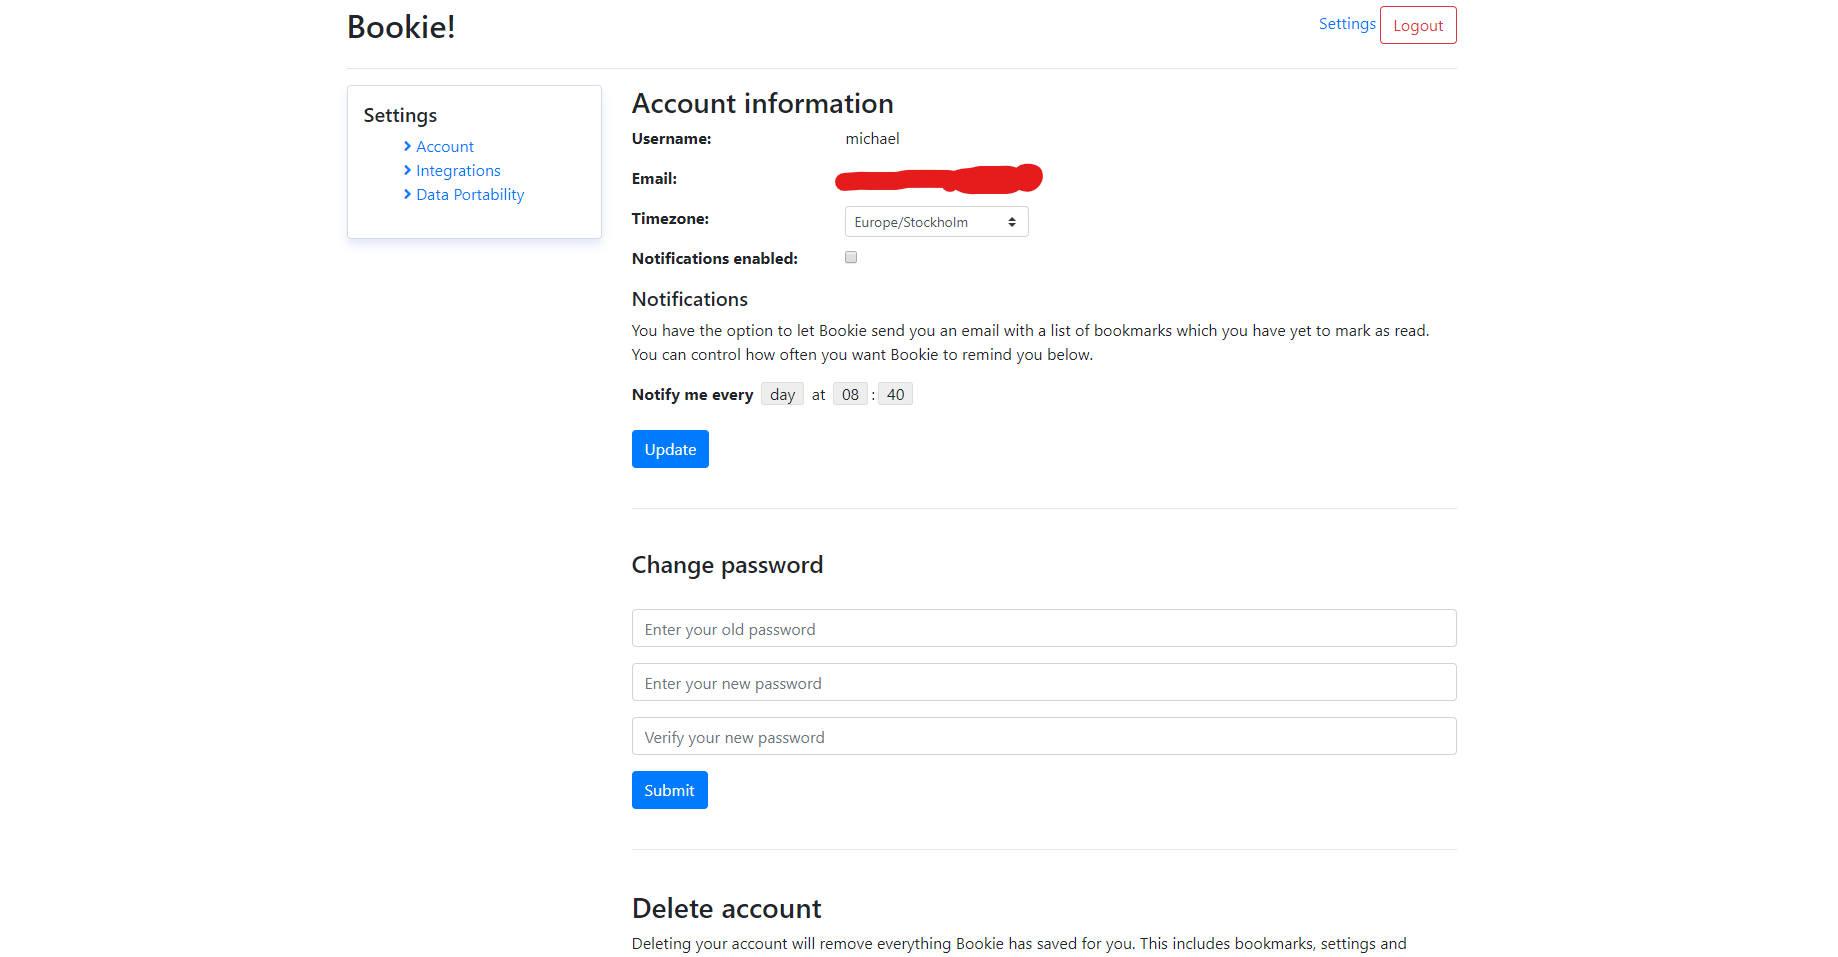 Bookie!
Settings
Logout
Settings
Account
Integrations
Data Portability
Account information
Username: michael
Email:
Timezone: Europe/Stockholm
Notifications enabled:
Notifications
You have the option to let Bookie send you an email with a list of bookmarks which you have yet to mark as read.
You can control how often you want Bookie to remind you below.
Notify me every day at 08 : 40
Update
Change password
Enter your old password
Enter your new password
Verify your new password
Submit
Delete account
Deleting your account will remove everything Bookie has saved for you. This includes bookmarks, settings and